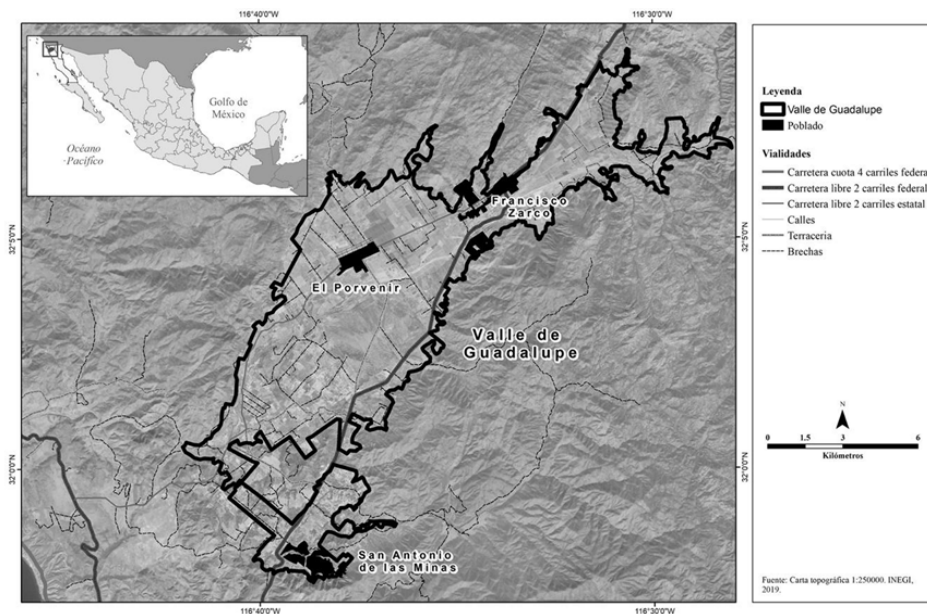 116°40'0"W
116°30'0"W
Golfo de
México
Océano
Pacífico
Francisco
Zarco
El Porvenir
Valle de
Guadalupe
San Antonio
de las Minas
32°5'0"N
32°0'0"N
32°5'0"N
32°0'0"N
116°40'0"W
116°30'0"W
Leyenda
Valle de Guadalupe
Poblado
Vialidades
Carretera cuota 4 carriles federa
Carretera libre 2 carriles federal
Carretera libre 2 carriles estatal
Calles
Terraceria
Brechas
N
0 1.5 3 6
Kilómetros
Fuente: Carta topográfica 1:250000. INEGI,
2019.